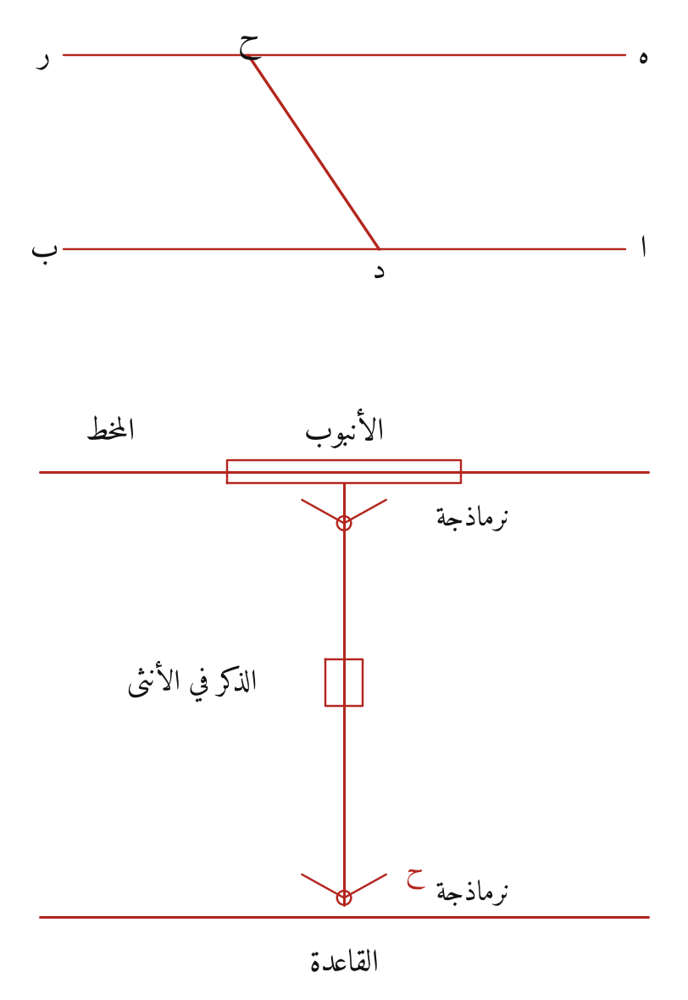 ح
ه
ر
ا
ب
د
الأنبوب
المخط
نرماذجة
الذكر في الأنثى
ح
نرماذجة
القاعدة